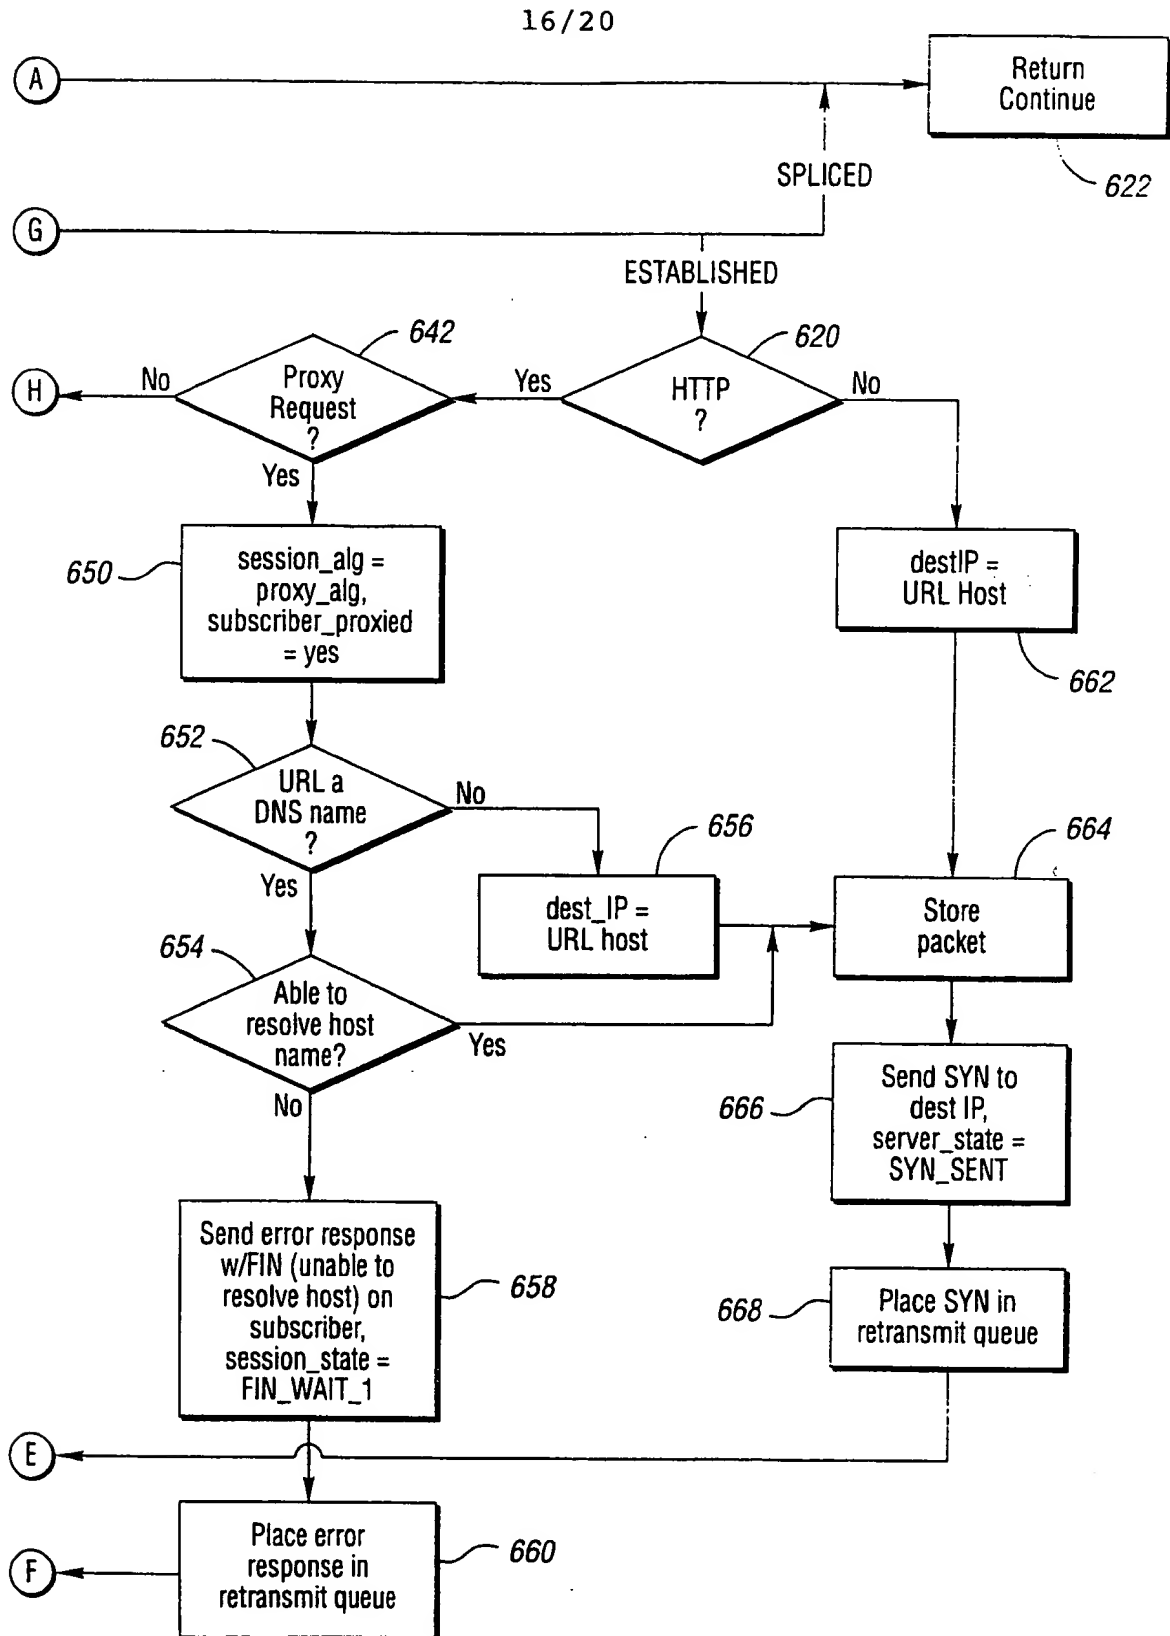 16/20
A
Return
Continue
622
SPLICED
G
ESTABLISHED
642
620
H
No
Proxy
Request
?
Yes
HTTP
?
No
Yes
650
session_alg =
proxy_alg,
subscriber_proxied
= yes
destIP =
URL Host
662
652
URL a
DNS name
?
No
Yes
656
dest_IP =
URL host
664
Store
packet
654
Able to
resolve host
name?
Yes
No
666
Send SYN to
dest IP,
server_state =
SYN_SENT
Send error response
w/FIN (unable to
resolve host) on
subscriber,
session_state =
FIN_WAIT_1
658
668
Place SYN in
retransmit queue
E
Place error
response in
retransmit queue
660
F